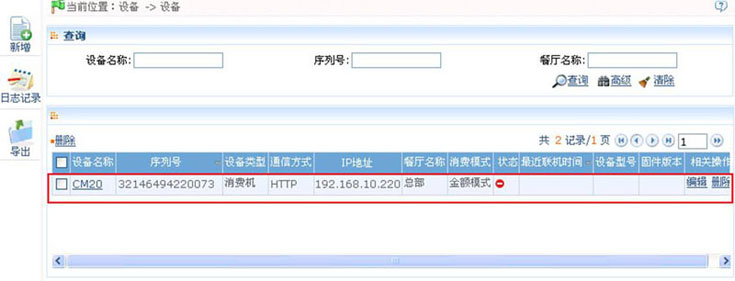 当前位置：设备 -> 设备
新增
日志记录
导出
查询
设备名称: 序列号: 餐厅名称:
查询 高级 清除
删除 共 2 记录/1 页 1
设备名称 序列号 设备类型 通信方式 IP地址 餐厅名称 消费模式 状态 最近联机时间 设备型号 固件版本 相关操作
CM20 32146494220073 消费机 HTTP 192.168.10.220 总部 金额模式 编辑 删除